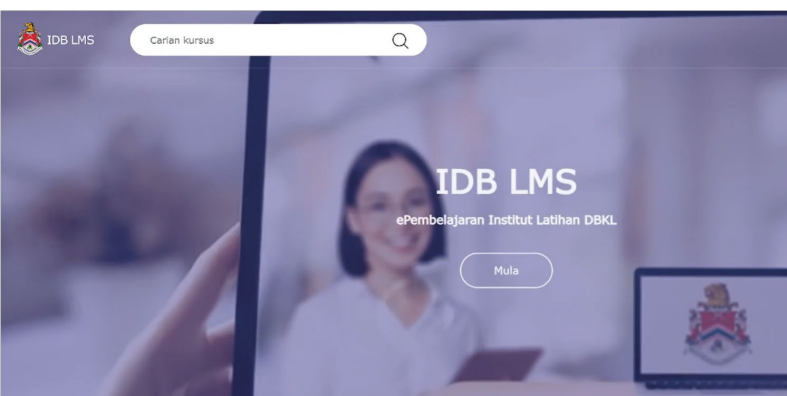 IDB LMS
Carian kursus
IDB LMS
ePembelajaran Institut Latihan DBKL
Mula